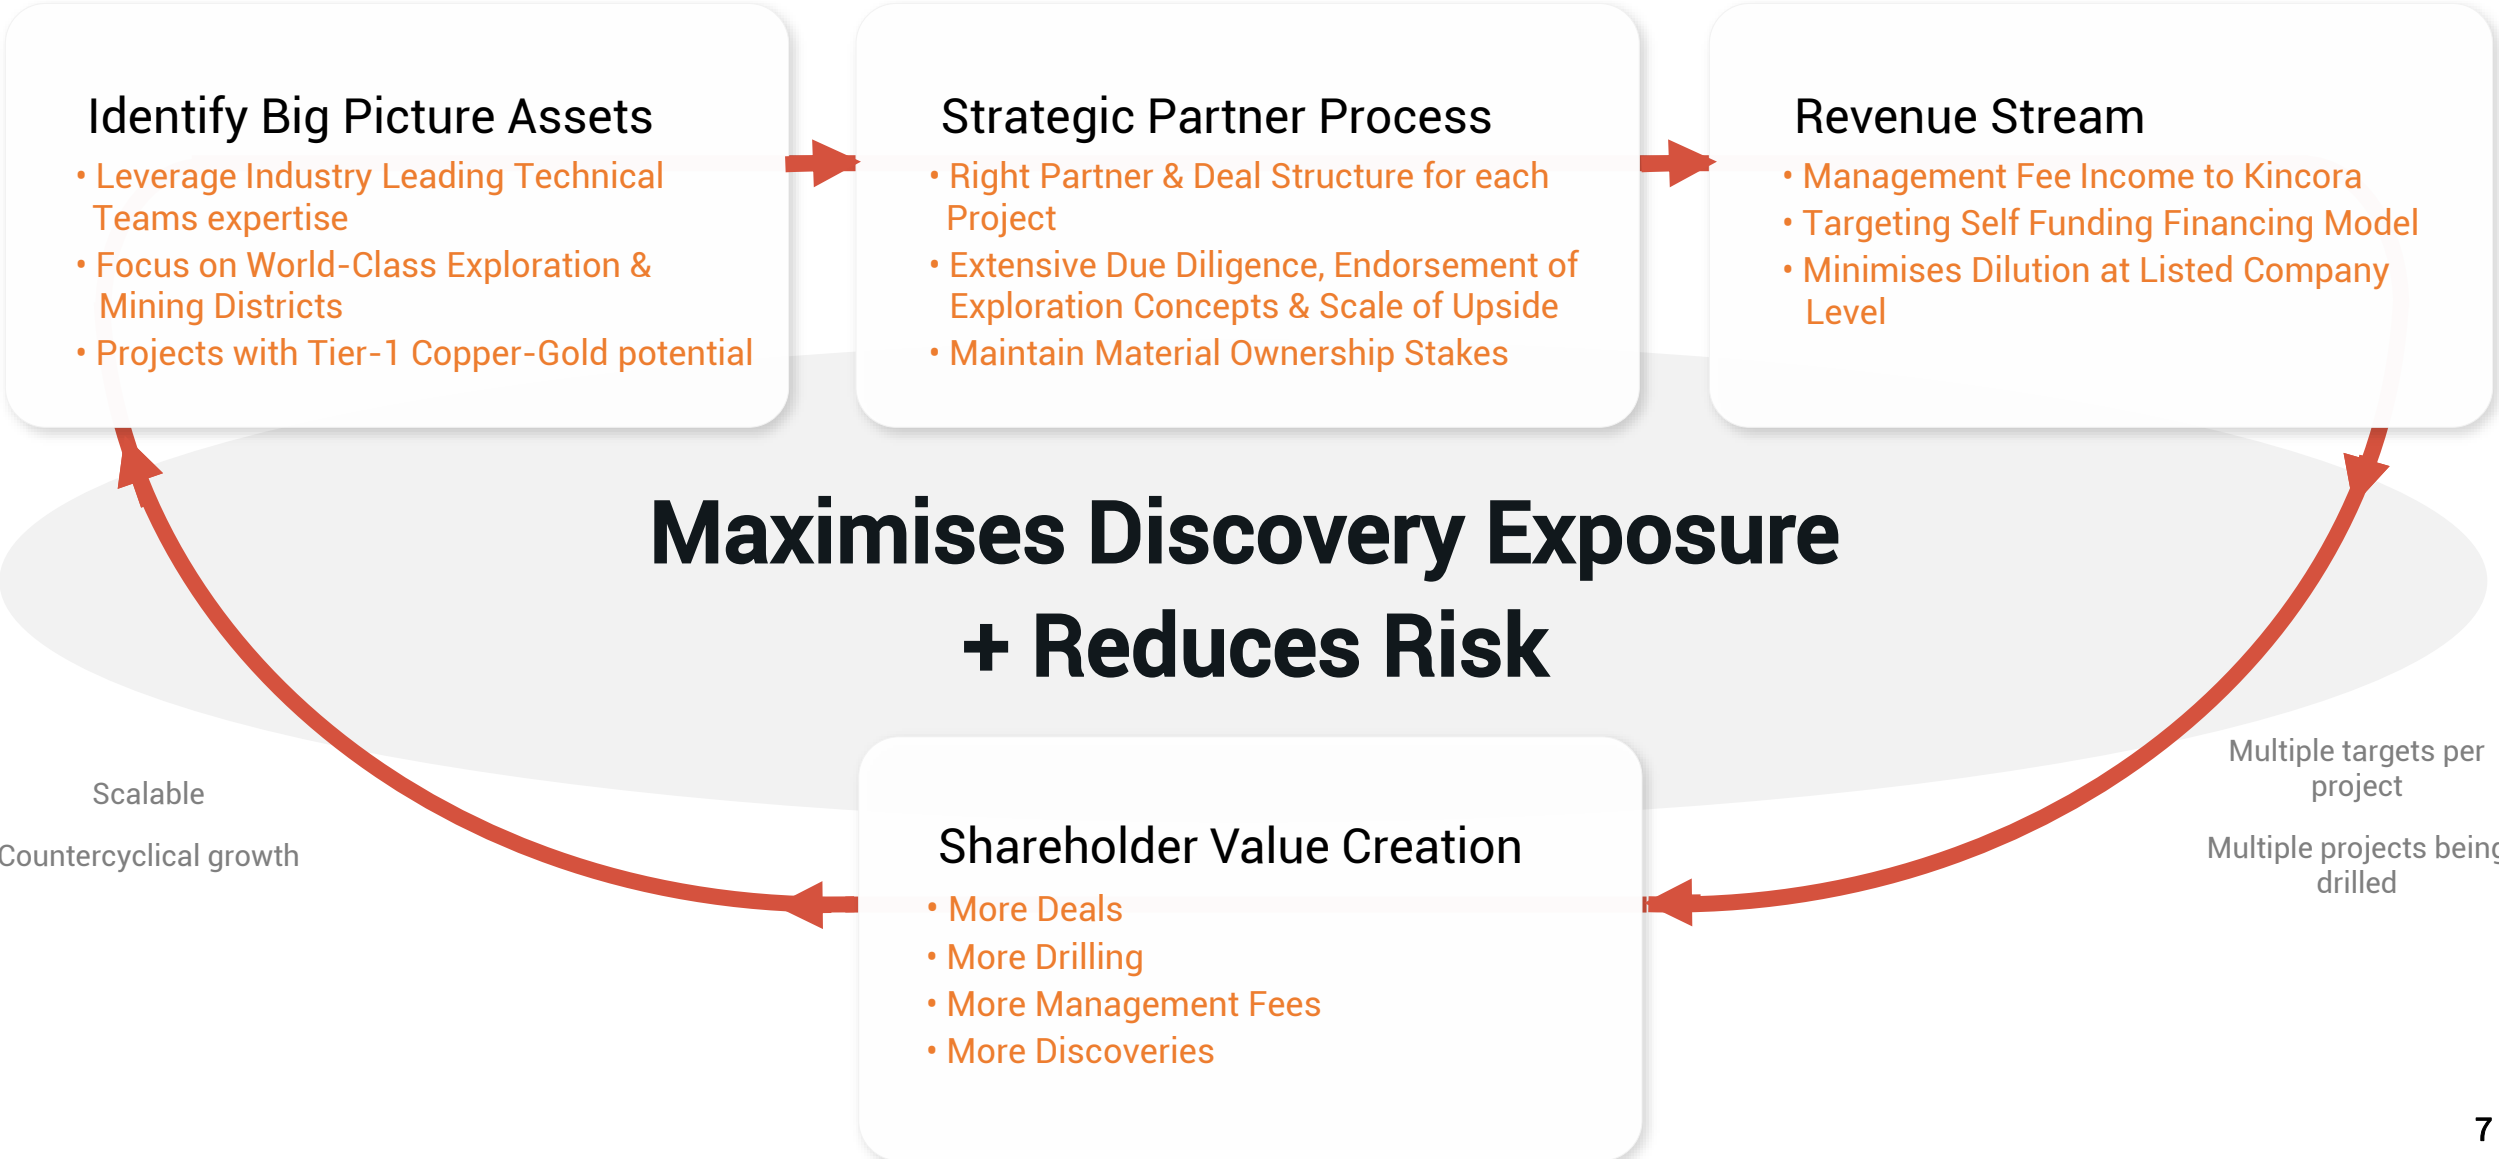 Identify Big Picture Assets
• Leverage Industry Leading Technical
Teams expertise
• Focus on World-Class Exploration &
Mining Districts
• Projects with Tier-1 Copper-Gold potential
Strategic Partner Process
• Right Partner & Deal Structure for each
Project
• Extensive Due Diligence, Endorsement of
Exploration Concepts & Scale of Upside
• Maintain Material Ownership Stakes
Revenue Stream
• Management Fee Income to Kincora
• Targeting Self Funding Financing Model
• Minimises Dilution at Listed Company
Level
Maximises Discovery Exposure
+ Reduces Risk
Scalable
Countercyclical growth
Multiple targets per
project
Multiple projects being
drilled
Shareholder Value Creation
• More Deals
• More Drilling
• More Management Fees
• More Discoveries
7